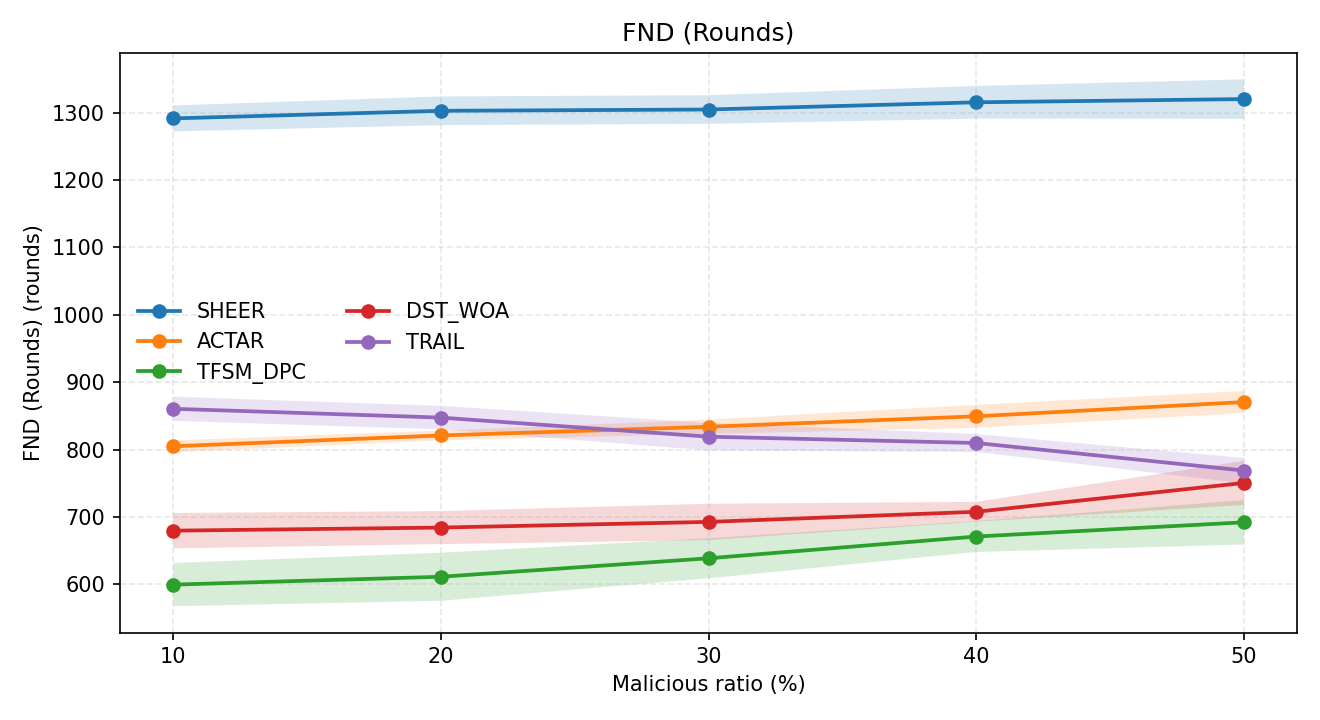 FND (Rounds)
FND (Rounds) (rounds)
1300
1200
1100
1000
900
800
700
600
SHEER
ACTAR
TFSM_DPC
DST_WOA
TRAIL
10 20 30 40 50
Malicious ratio (%)